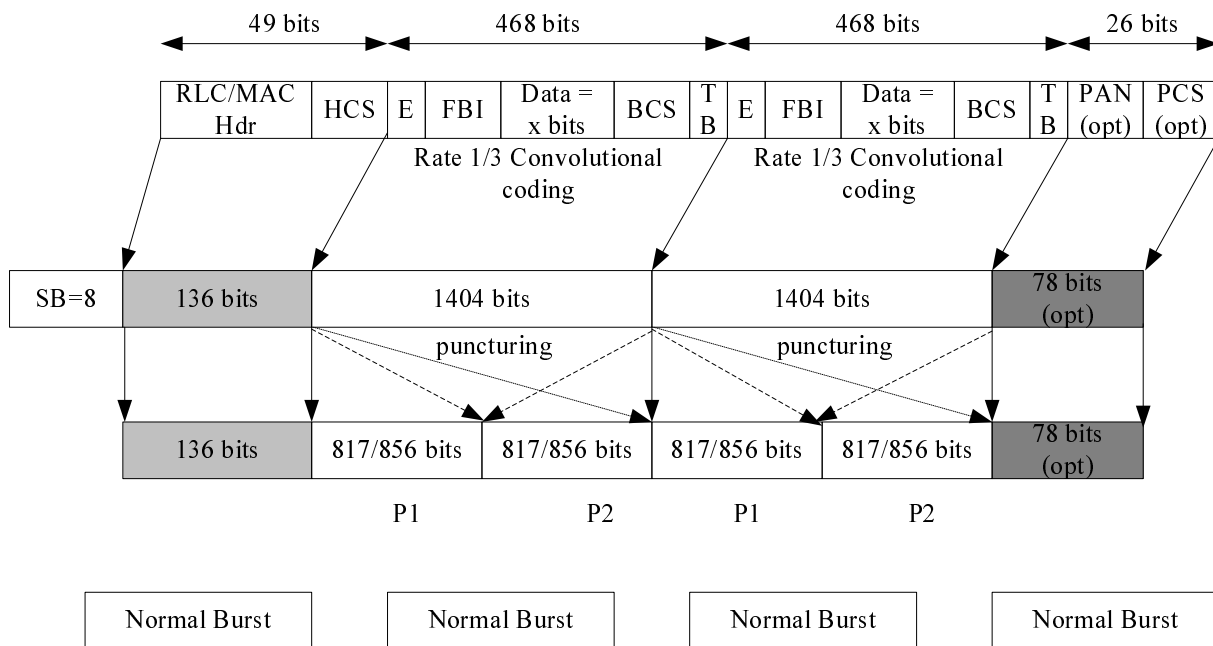 49 bits
468 bits
468 bits
26 bits
RLC/MAC
Hdr
HCS
E
FBI
Data =
x bits
BCS
T
B
E
FBI
Data =
x bits
BCS
T
B
PAN
(opt)
PCS
(opt)
Rate 1/3 Convolutional
coding
Rate 1/3 Convolutional
coding
SB=8
136 bits
1404 bits
1404 bits
78 bits
(opt)
puncturing
puncturing
136 bits
817/856 bits
817/856 bits
817/856 bits
817/856 bits
78 bits
(opt)
P1
P2
P1
P2
Normal Burst
Normal Burst
Normal Burst
Normal Burst